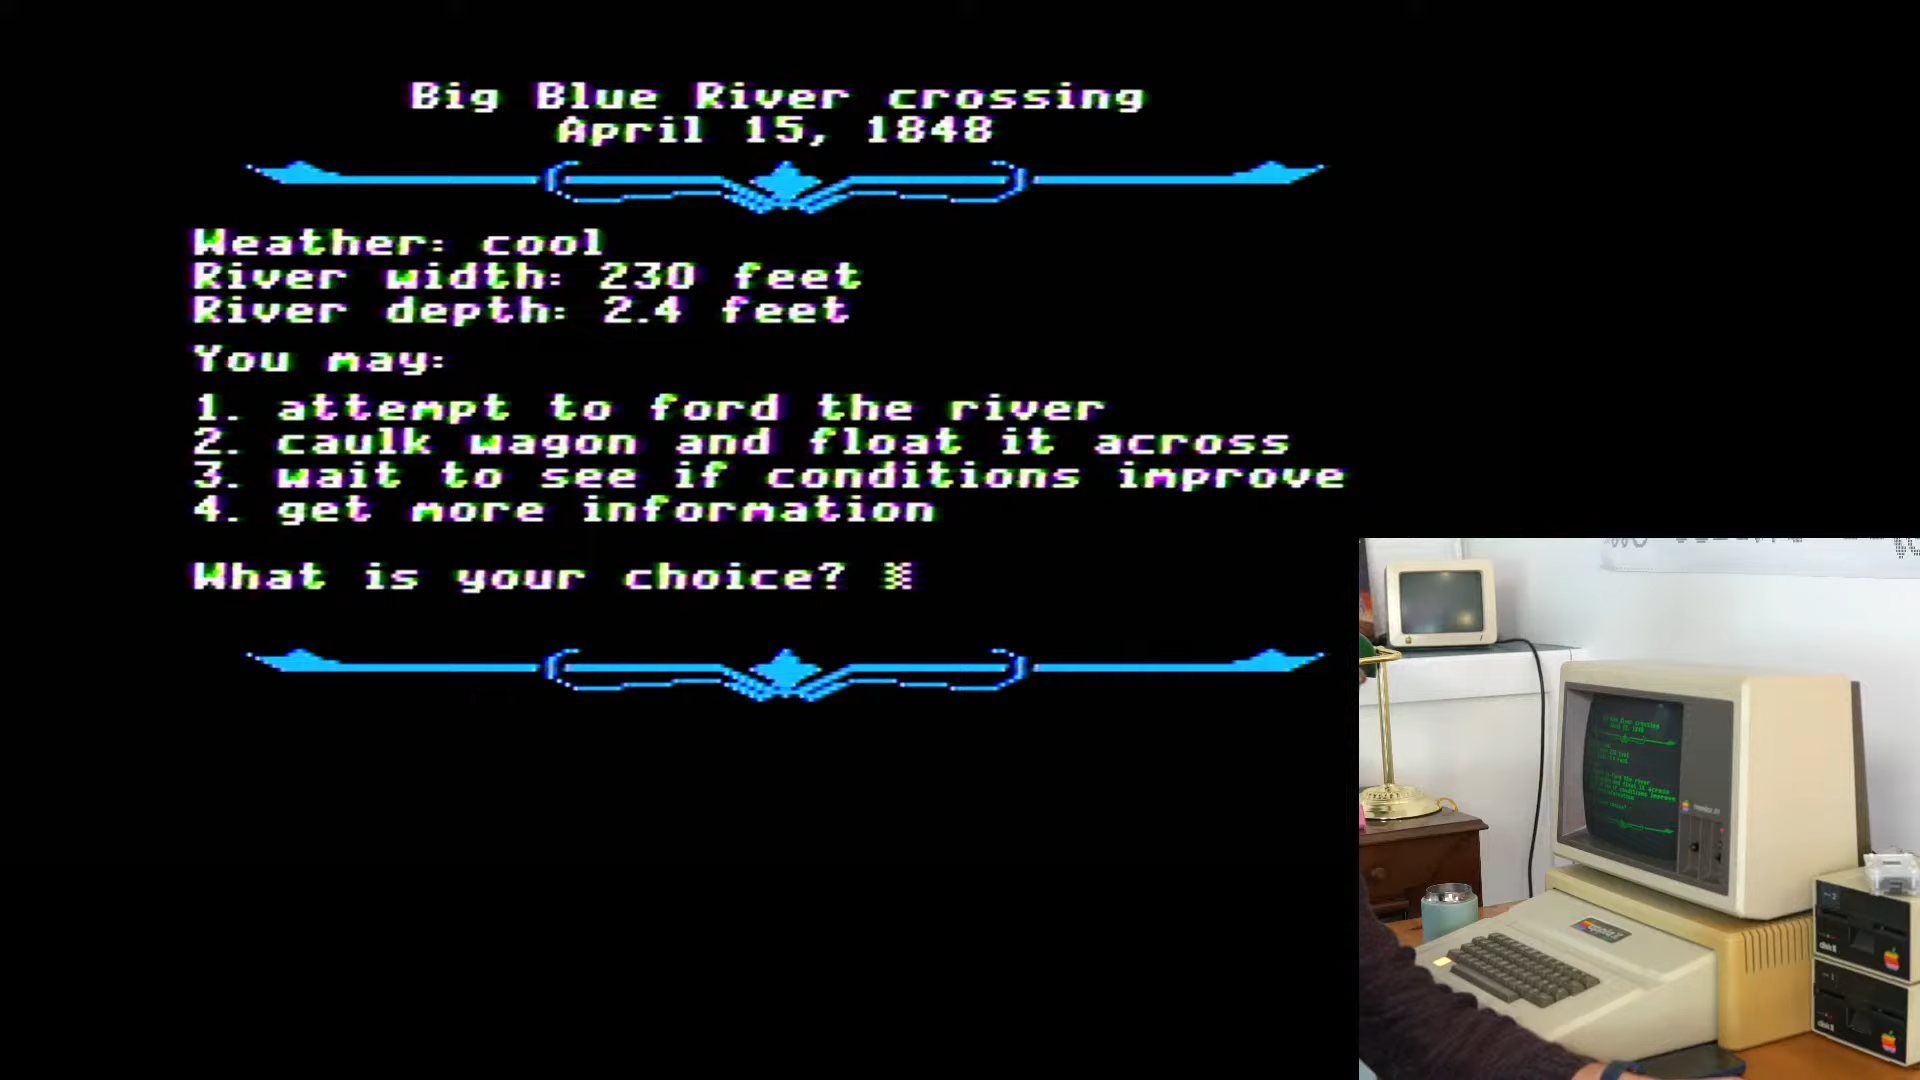 Big Blue River crossing
April 15, 1848
Weather: cool
River width: 230 feet
River depth: 2.4 feet
You may:
1. attempt to ford the river
2. caulk wagon and float it across
3. wait to see if conditions improve
4. get more information
What is your choice?